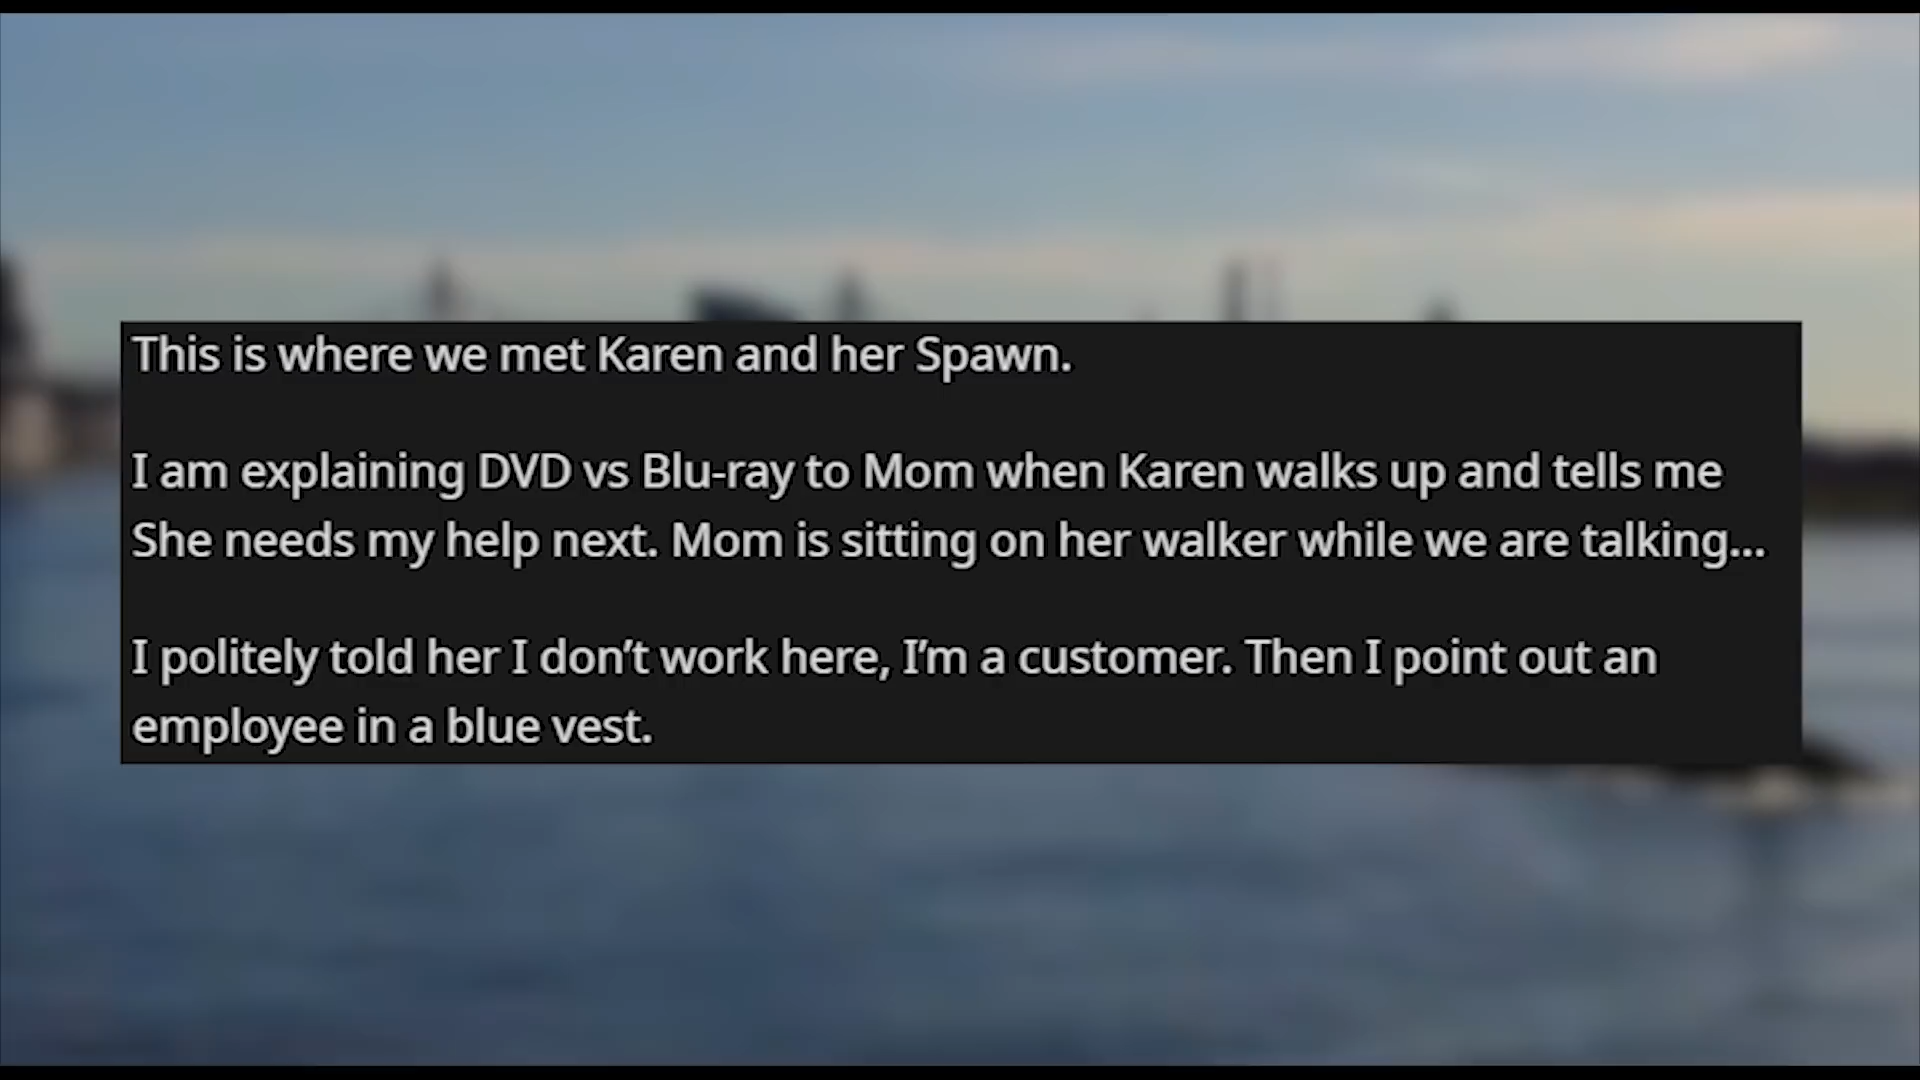 This is where we met Karen and her Spawn.
I am explaining DVD vs Blu-ray to Mom when Karen walks up and tells me
She needs my help next. Mom is sitting on her walker while we are talking...
I politely told her I don’t work here, I’m a customer. Then I point out an
employee in a blue vest.